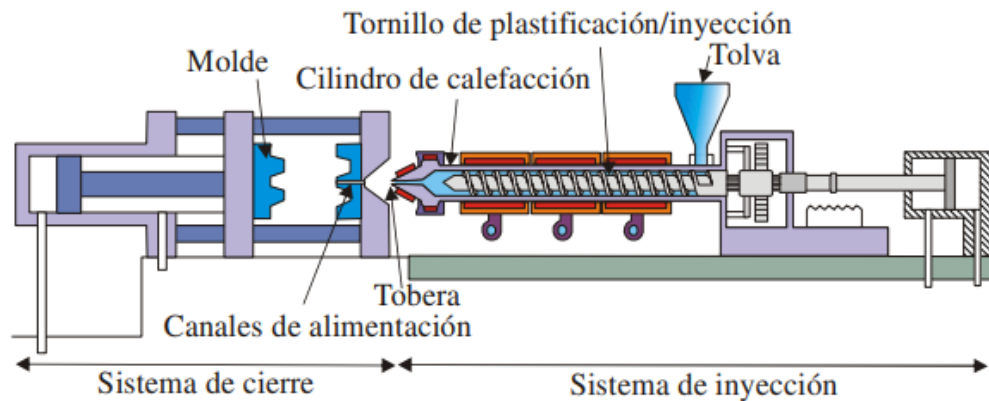 Tornillo de plastificación/inyección
Tolva
Molde
Cilindro de calefacción
Tobera
Canales de alimentación
Sistema de cierre
Sistema de inyección